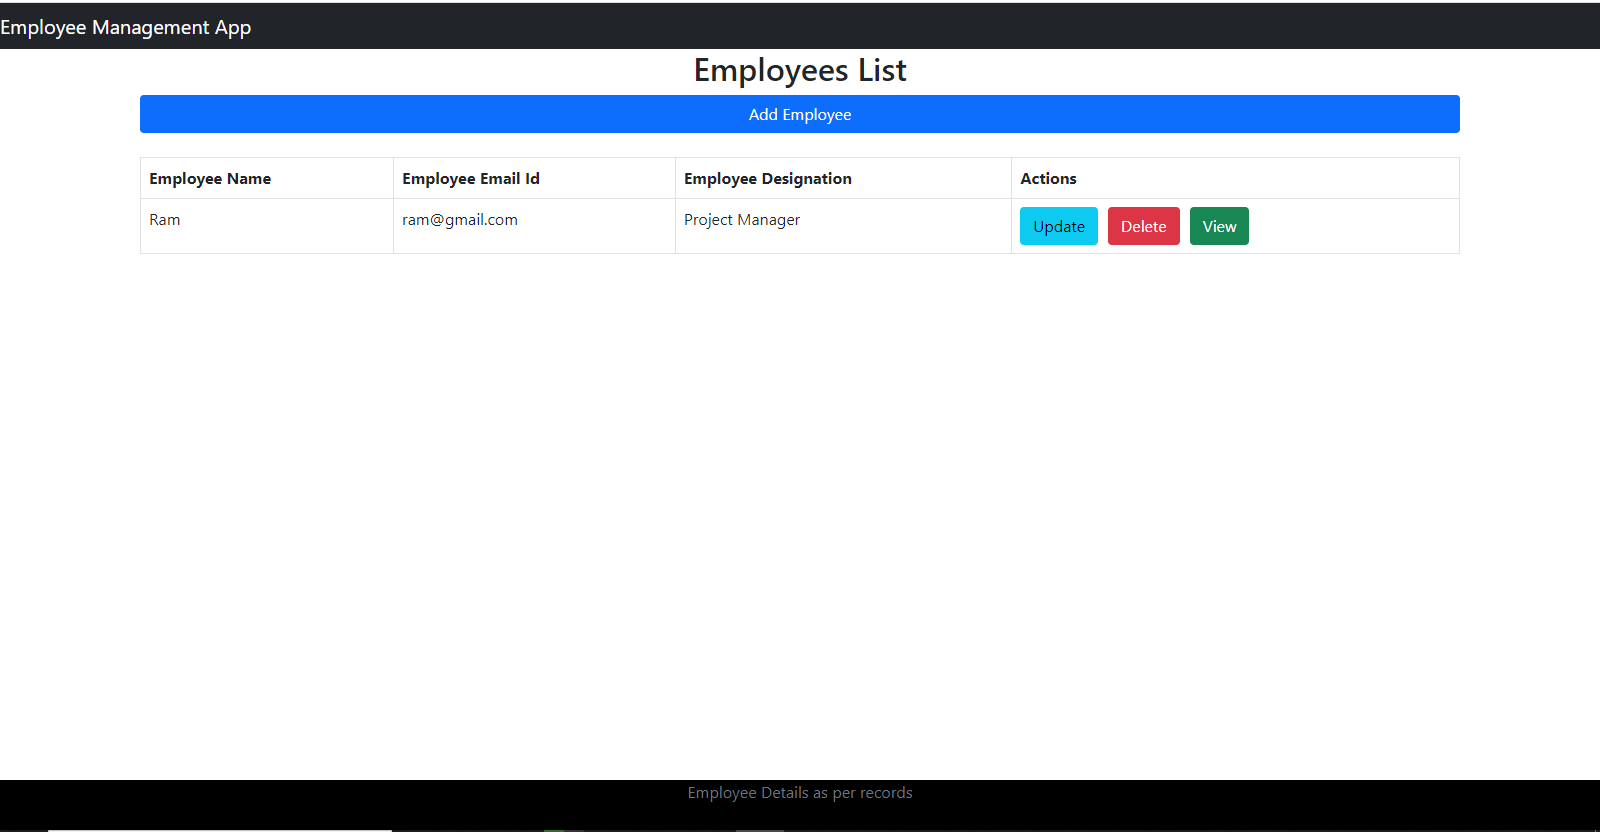 Employee Management App
Employees List
Add Employee
Employee Name Employee Email Id Employee Designation Actions
Ram ram@gmail.com Project Manager Update Delete View
Employee Details as per records